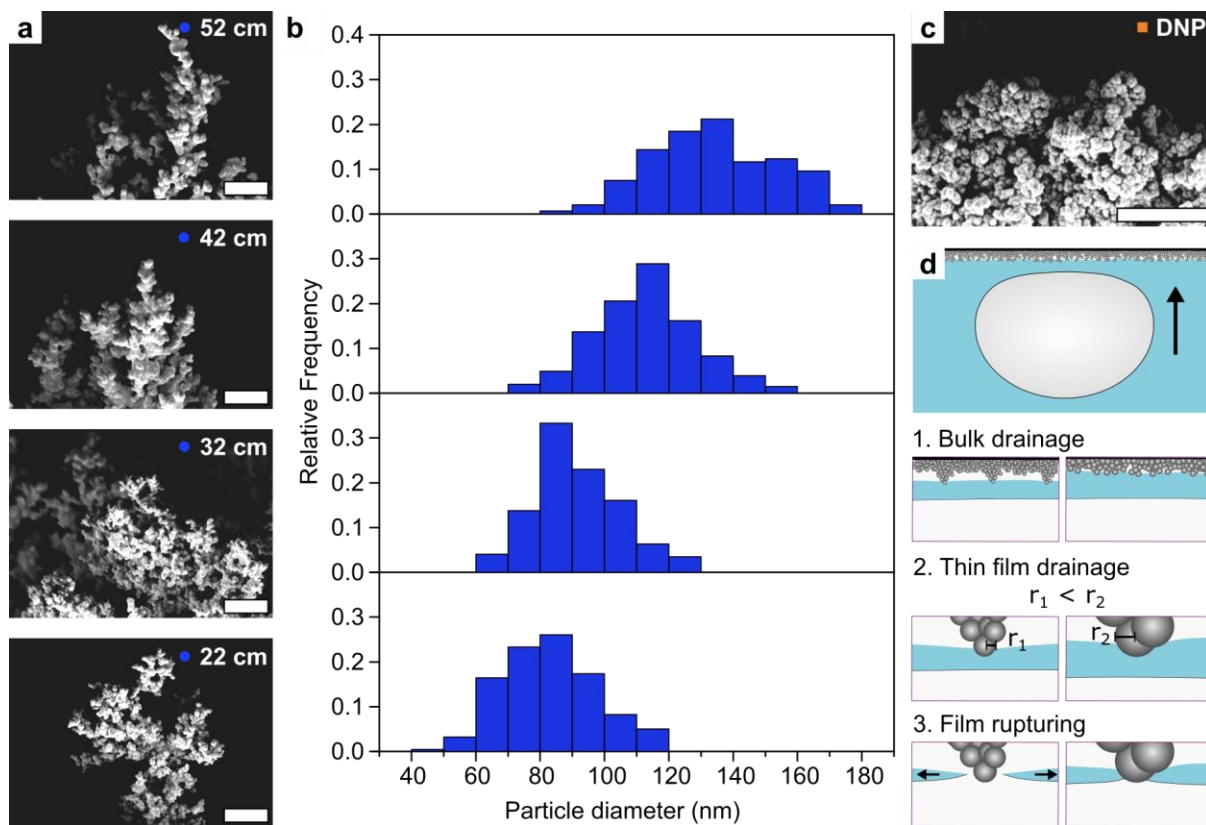 a
52 cm
42 cm
32 cm
22 cm
b
Relative Frequency
0.4
0.3
0.2
0.1
0.0
0.3
0.2
0.1
0.0
0.3
0.2
0.1
0.0
0.3
0.2
0.1
0.0
40 60 80 100 120 140 160 180
Particle diameter (nm)
c
DNP
d
1. Bulk drainage
2. Thin film drainage
r₁ < r₂
r₁
r₂
3. Film rupturing